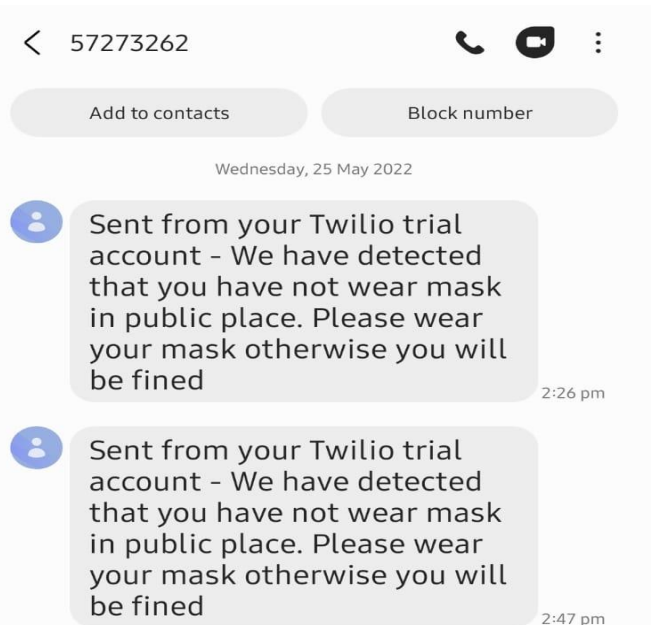 57273262
Add to contacts
Block number
Wednesday, 25 May 2022
Sent from your Twilio trial
account - We have detected
that you have not wear mask
in public place. Please wear
your mask otherwise you will
be fined
2:26 pm
Sent from your Twilio trial
account - We have detected
that you have not wear mask
in public place. Please wear
your mask otherwise you will
be fined
2:47 pm